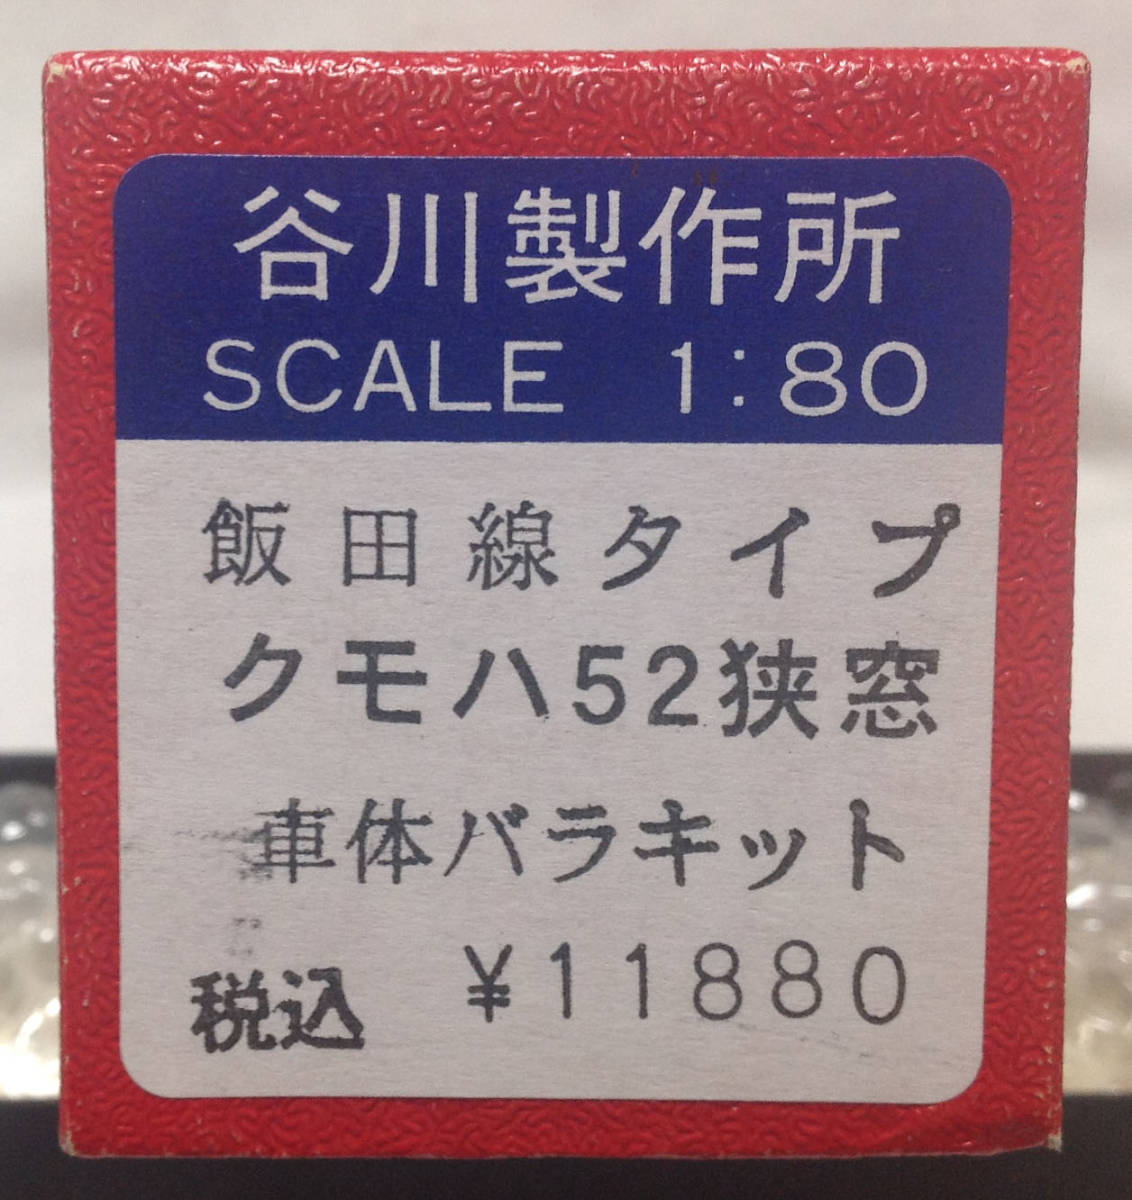 谷川製作所
SCALE 1:80
飯田線タイプ
クモハ52狭窓
車体バラキット
税込 ¥11880